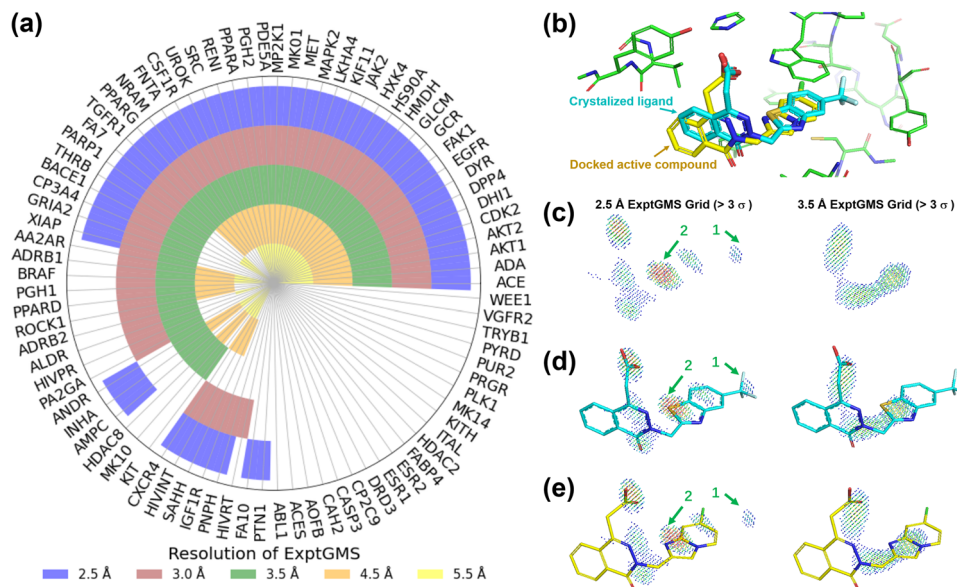 (a)
PDE5A
PGH2
PPARA
RENI
SRC
UROK
CSF1R
FNTA
NRAM
PPARG
TGFR1
FA7
PARP1
THRB
BACE1
CP3A4
GRIA2
XIAP
AA2AR
ADRB1
BRAF
PGH1
PPARD
ROCK1
ADRB2
ALDR
HIVPR
PA2GA
ANDR
INHA
AMPC
HDAC8
MK10
KIT
CXCR4
HIVINT
SAHH
IGF1R
PNPH
HIVRT
FA10
PTN1
ABL1
ACES
AOFB
CAH2
CASP3
CP2C9
DRD3
ESR1
ESR2
FABP4
HDAC2
ITAL
KITH
MK14
PLK1
PRGR
PUR2
PYRD
TRYB1
VGFR2
WEE1
ACE
ADA
AKT1
AKT2
CDK2
DHI1
DPP4
DYR
EGFR
FAK1
GCR
GLCM
HMDH
HS90A
HXK4
JAK2
KIF11
LKHA4
MAPK2
MET
MK01
MP2K1
Resolution of ExptGMS
2.5 Å 3.0 Å 3.5 Å 4.5 Å 5.5 Å
(b)
Crystalized ligand
Docked active compound
(c)
2.5 Å ExptGMS Grid (> 3 σ) 3.5 Å ExptGMS Grid (> 3 σ)
2 1
(d)
2 1
(e)
2 1